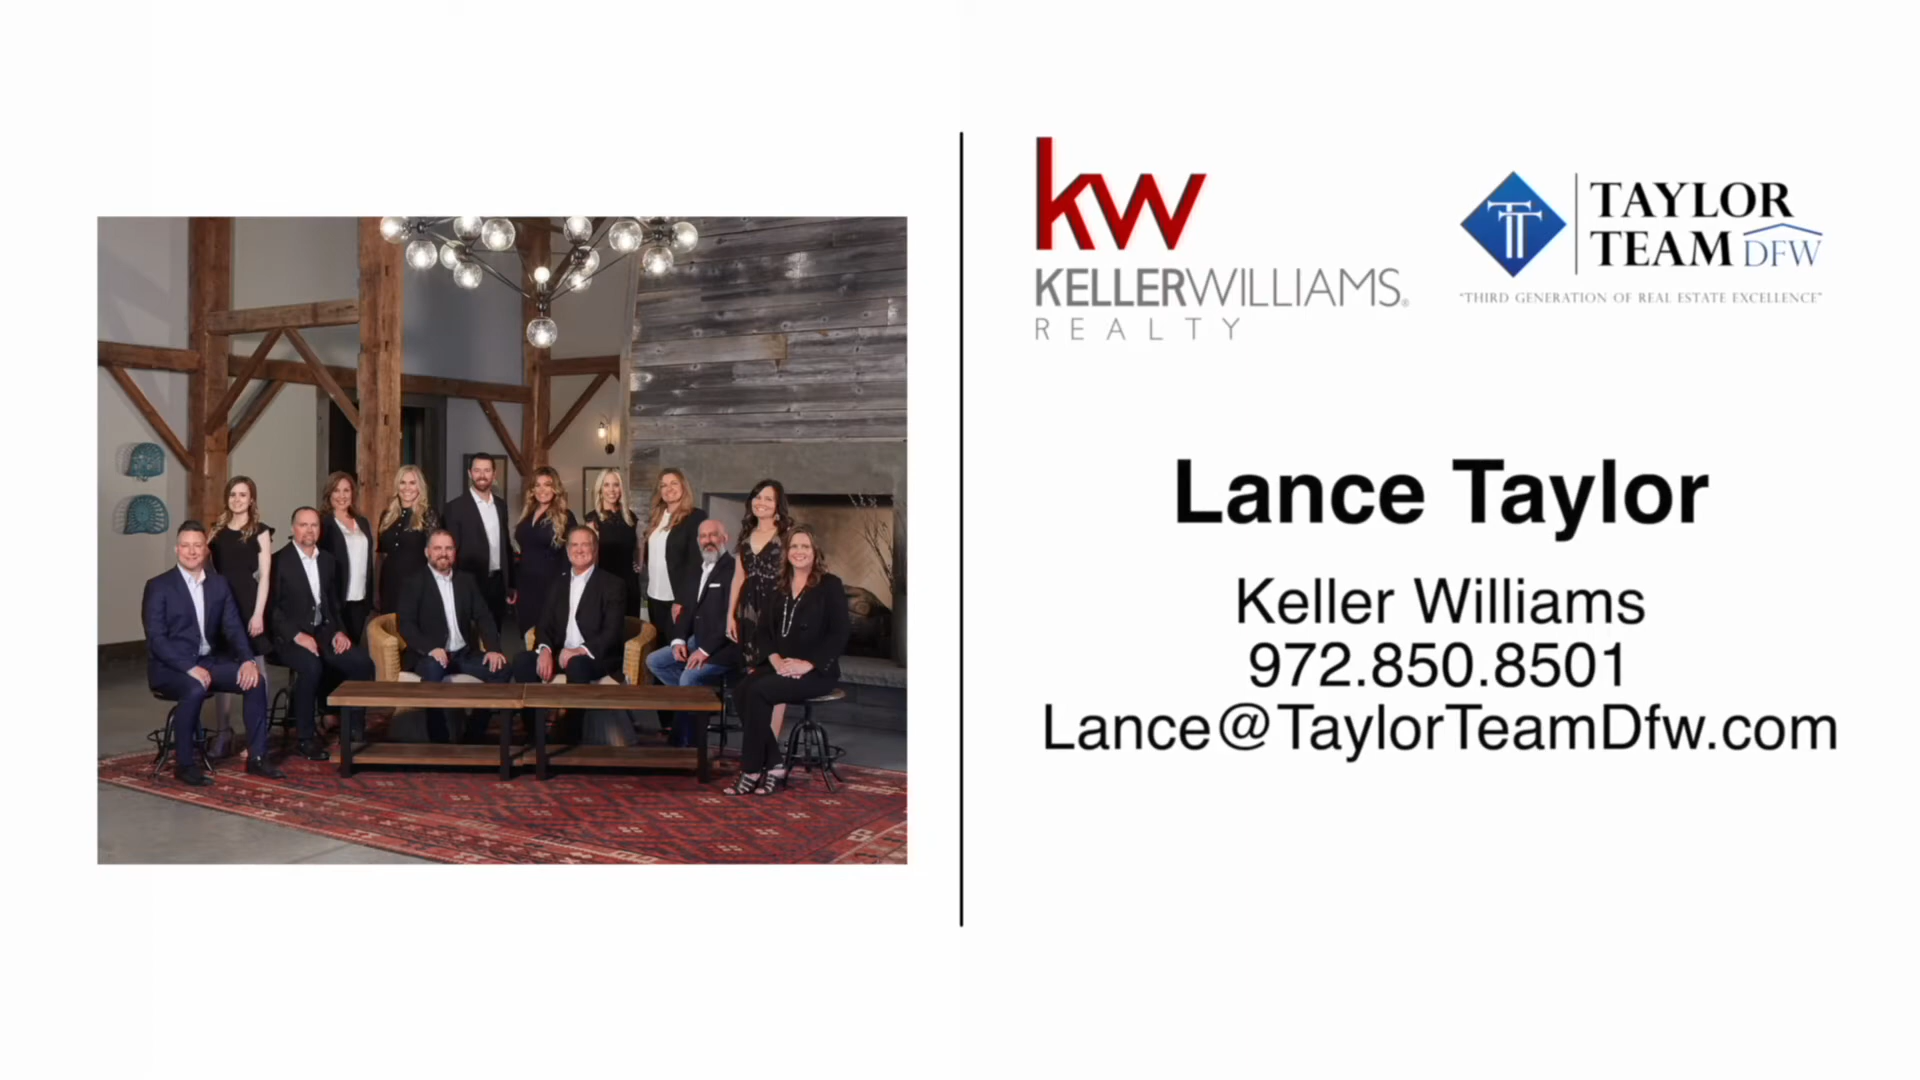 kw
KELLERWILLIAMS®
REALTY
TT
TAYLOR
TEAM DFW
"THIRD GENERATION OF REAL ESTATE EXCELLENCE"
Lance Taylor
Keller Williams
972.850.8501
Lance@TaylorTeamDfw.com